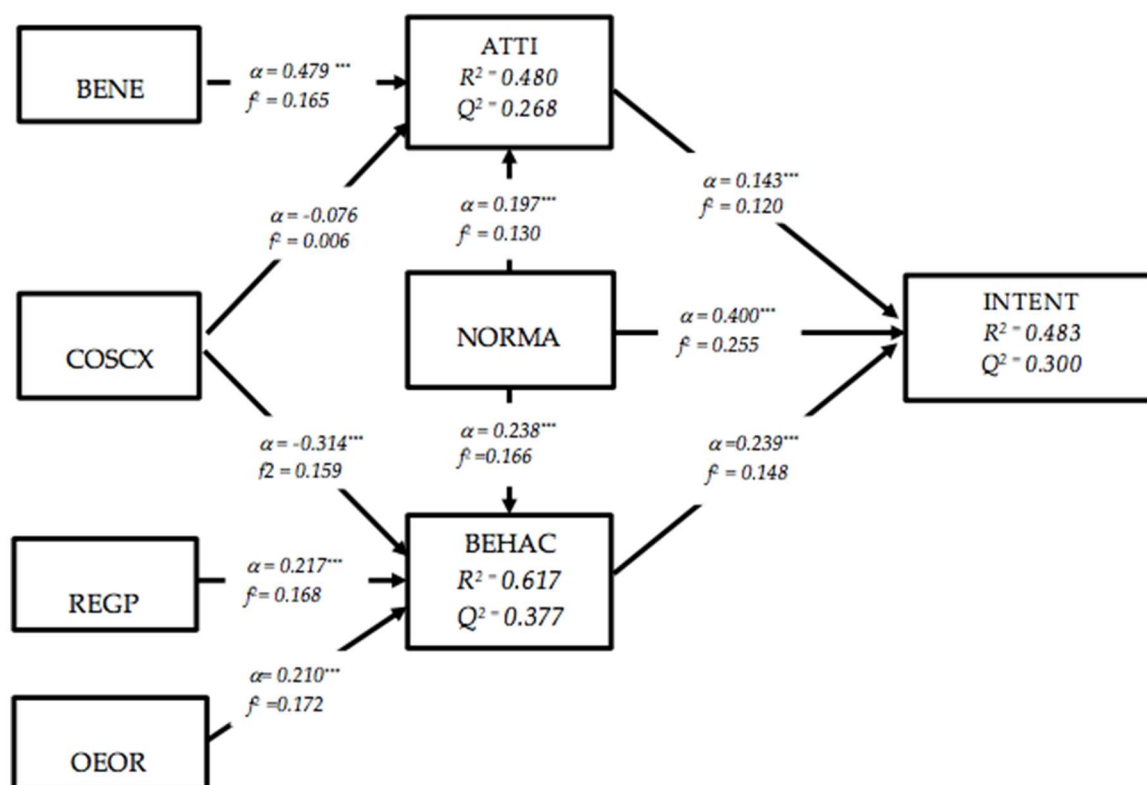 BENE
α = 0.479 ***
f² = 0.165
ATTI
R² = 0.480
Q² = 0.268
α = -0.076
f² = 0.006
α = 0.197***
f² = 0.130
α = 0.143***
f² = 0.120
COSCX
NORMA
α = 0.400***
f² = 0.255
INTENT
R² = 0.483
Q² = 0.300
α = -0.314***
f2 = 0.159
α = 0.238***
f² =0.166
α =0.239***
f² = 0.148
REGP
α = 0.217***
f²= 0.168
BEHAC
R² = 0.617
Q² = 0.377
α= 0.210***
f² =0.172
OEOR